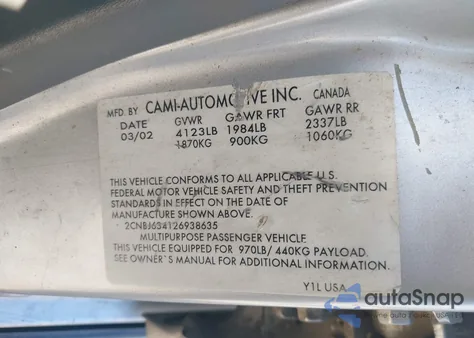 MFD. BY CAMI-AUTOMOTIVE INC. CANADA
DATE GVWR GAWR FRT GAWR RR
03/02 4123LB 1984LB 2337LB
1870KG 900KG 1060KG
THIS VEHICLE CONFORMS TO ALL APPLICABLE U.S.
FEDERAL MOTOR VEHICLE SAFETY AND THEFT PREVENTION
STANDARDS IN EFFECT ON THE DATE OF
MANUFACTURE SHOWN ABOVE.
2CNBJ634126938635
MULTIPURPOSE PASSENGER VEHICLE
THIS VEHICLE EQUIPPED FOR 970LB/ 440KG PAYLOAD.
SEE OWNER'S MANUAL FOR ADDITIONAL INFORMATION.
Y1L USA
autoSnap